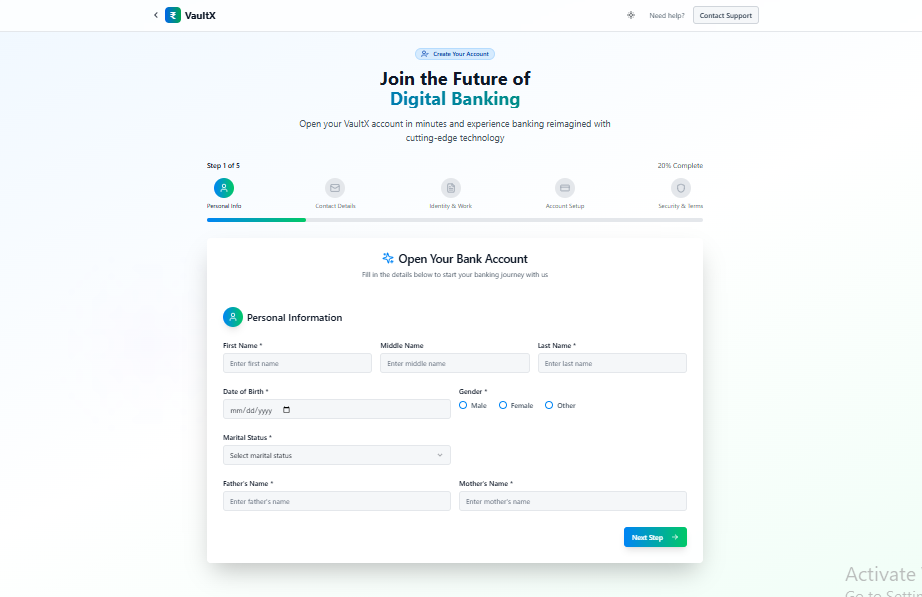 ₹ VaultX
Need help?
Contact Support
Create Your Account
Join the Future of
Digital Banking
Open your VaultX account in minutes and experience banking reimagined with
cutting-edge technology
Step 1 of 5
20% Complete
Personal Info
Contact Details
Identity & Work
Account Setup
Security & Terms
Open Your Bank Account
Fill in the details below to start your banking journey with us
Personal Information
First Name *
Middle Name
Last Name *
Enter first name
Enter middle name
Enter last name
Date of Birth *
Gender *
mm/dd/yyyy
Male
Female
Other
Marital Status *
Select marital status
Father's Name *
Mother's Name *
Enter father's name
Enter mother's name
Next Step
Activate
Go to